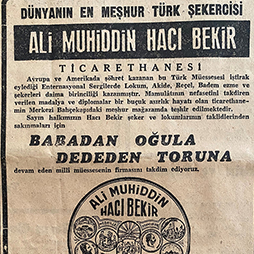 DÜNYANIN EN MEŞHUR TÜRK ŞEKERCİSİ
ALİ MUHİDDİN HACI BEKİR
TİCARETHANESİ
Avrupa ve Amerikada şöhret kazanan bu Türk Müessesesi iştirak
eylediği Enternasyonal Sergilerde Lokum, Akide, Reçel, Badem ezme ve
şekerleri daima birinciliği kazanmıştır. Mamulâtının nefasetini takdiren
verilen madalya ve diplomalar bir buçuk asırlık hayatı olan ticarethane-
nin Merkezi Bahçekapıdaki meşhur mağazamda teşhir edilmektedir.
Sayın halkımızın Hacı Bekir şeker ve lokumlarının taklidlerinden
sakınmaları için
BABADAN OĞULA
DEDEDEN TORUNA
devam eden milli müessesenin firmasını takdim ediyoruz.
ALİ MUHİDDİN
HACI BEKİR